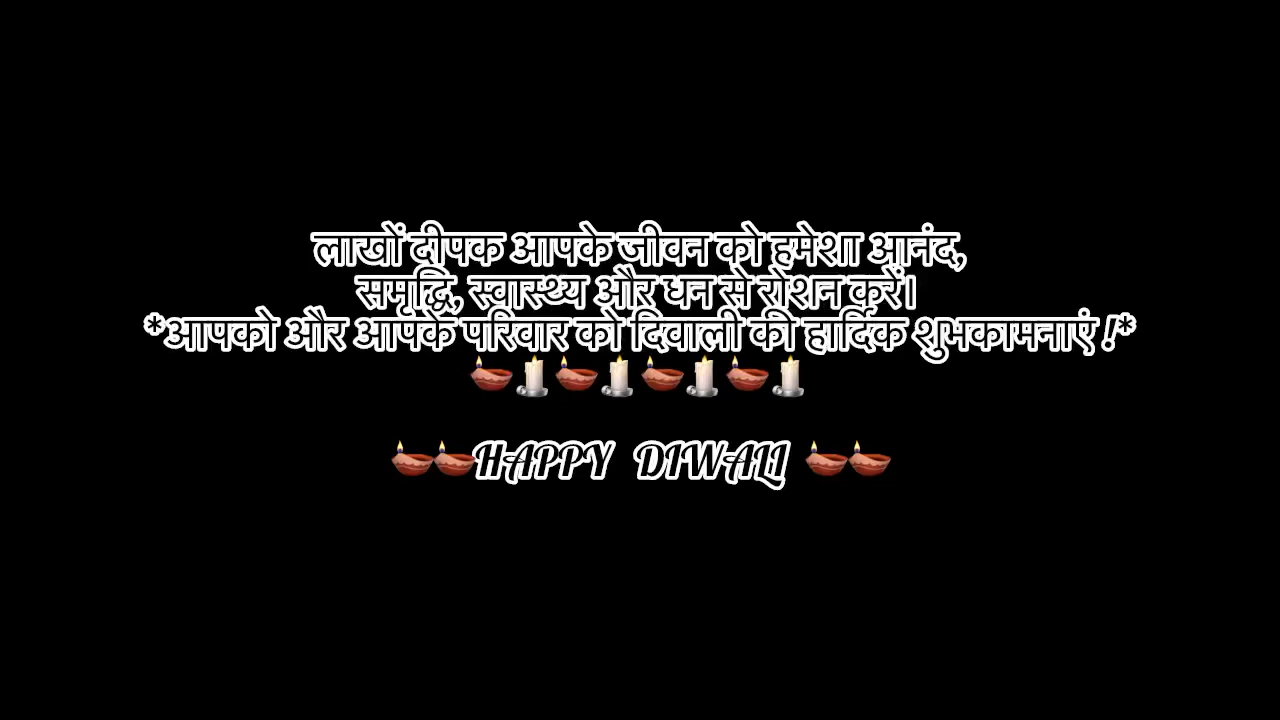 लाखों दीपक आपके जीवन को हमेशा आनंद,
समृद्धि, स्वास्थ्य और धन से रोशन करें।
*आपको और आपके परिवार को दिवाली की हार्दिक शुभकामनाएं !*
🪔🕯️🪔🕯️🪔🕯️🪔🕯️
🪔🪔HAPPY DIWALI 🪔🪔